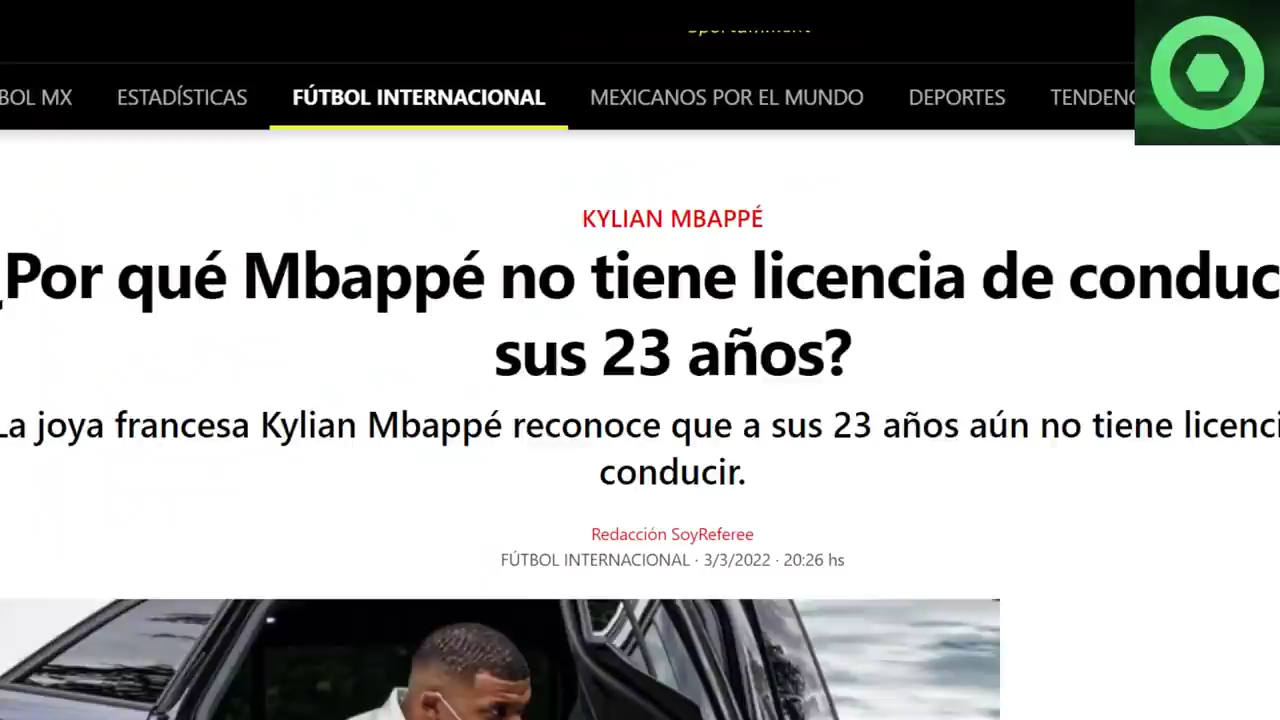 BOL MX ESTADÍSTICAS FÚTBOL INTERNACIONAL MEXICANOS POR EL MUNDO DEPORTES TENDENC
KYLIAN MBAPPÉ
¿Por qué Mbappé no tiene licencia de conduc
sus 23 años?
La joya francesa Kylian Mbappé reconoce que a sus 23 años aún no tiene licenci
conducir.
Redacción SoyReferee
FÚTBOL INTERNACIONAL · 3/3/2022 · 20:26 hs